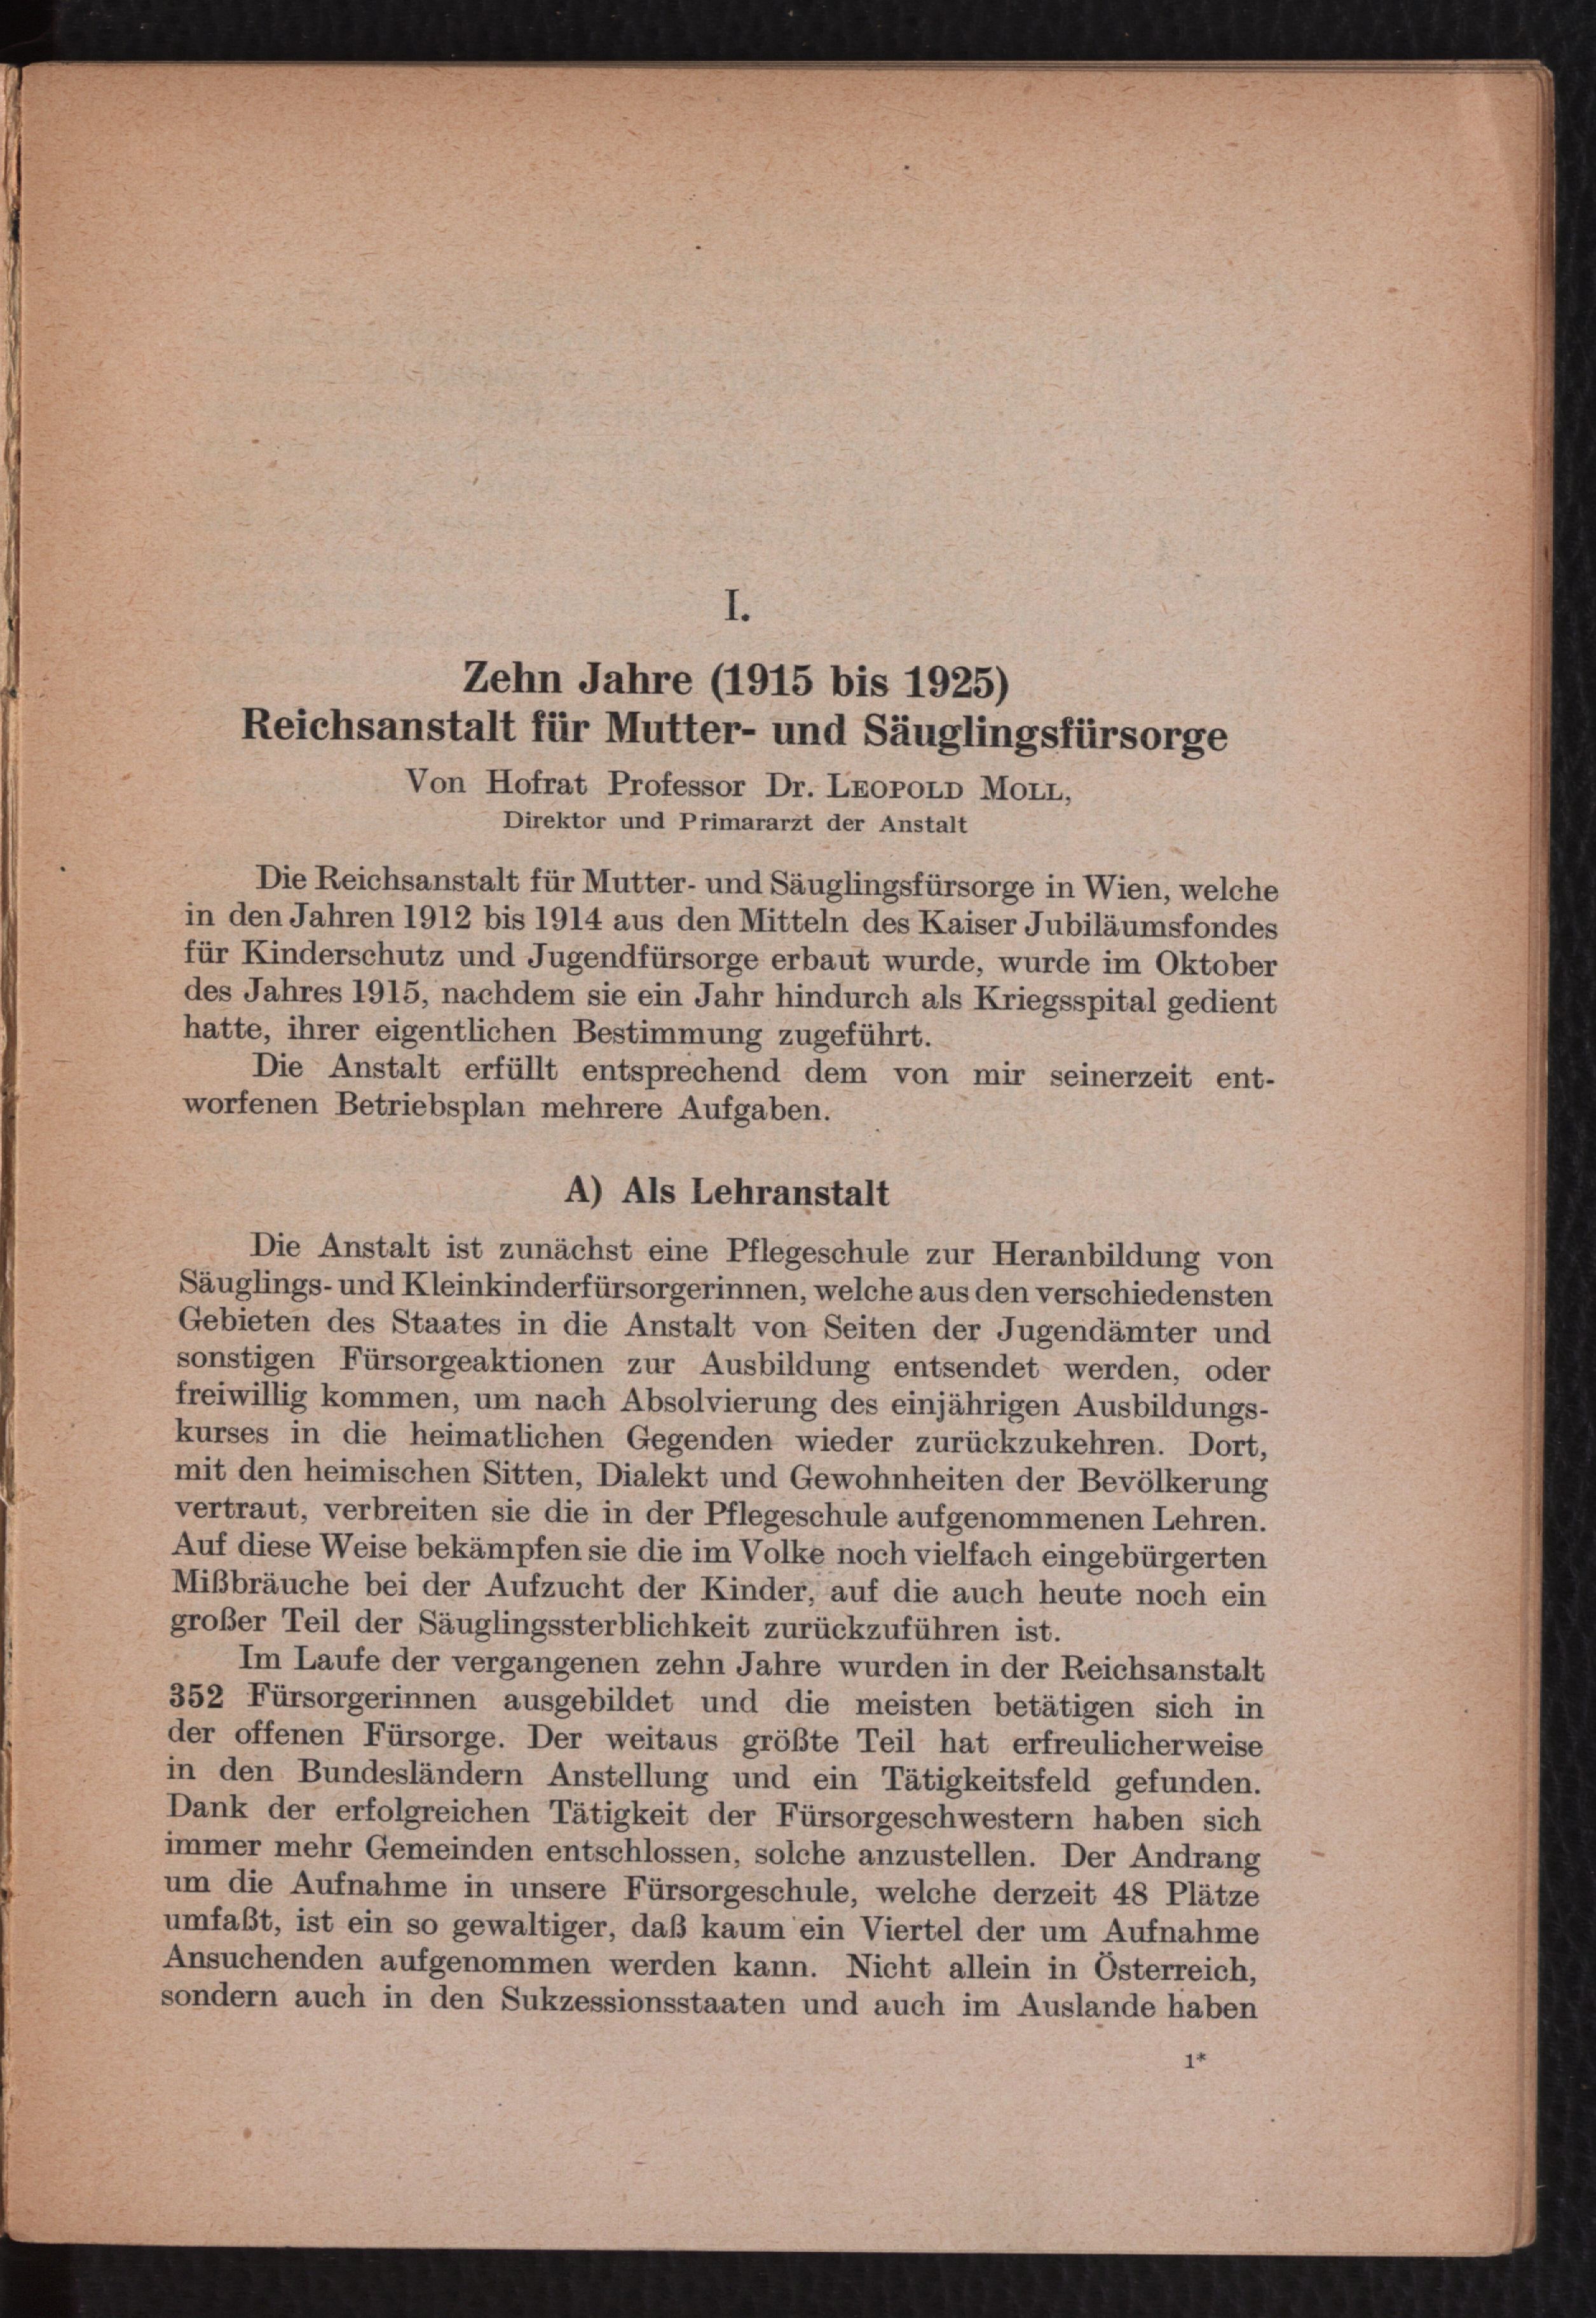 I.
Zehn Jahre (1915 bis 1925)
Reichsanstalt für Mutter- und Säuglingsfürsorge
Von Hofrat Professor Dr. LEOPOLD MOLL,
Direktor und Primararzt der Anstalt
Die Reichsanstalt für Mutter- und Säuglingsfürsorge in Wien, welche
in den Jahren 1912 bis 1914 aus den Mitteln des Kaiser Jubiläumsfondes
für Kinderschutz und Jugendfürsorge erbaut wurde, wurde im Oktober
des Jahres 1915, nachdem sie ein Jahr hindurch als Kriegsspital gedient
hatte, ihrer eigentlichen Bestimmung zugeführt.
Die Anstalt erfüllt entsprechend dem von mir seinerzeit ent-
worfenen Betriebsplan mehrere Aufgaben.
A) Als Lehranstalt
Die Anstalt ist zunächst eine Pflegeschule zur Heranbildung von
Säuglings- und Kleinkinderfürsorgerinnen, welche aus den verschiedensten
Gebieten des Staates in die Anstalt von Seiten der Jugendämter und
sonstigen Fürsorgeaktionen zur Ausbildung entsendet werden, oder
freiwillig kommen, um nach Absolvierung des einjährigen Ausbildungs-
kurses in die heimatlichen Gegenden wieder zurückzukehren. Dort,
mit den heimischen Sitten, Dialekt und Gewohnheiten der Bevölkerung
vertraut, verbreiten sie die in der Pflegeschule aufgenommenen Lehren.
Auf diese Weise bekämpfen sie die im Volke noch vielfach eingebürgerten
Mißbräuche bei der Aufzucht der Kinder, auf die auch heute noch ein
großer Teil der Säuglingssterblichkeit zurückzuführen ist.
Im Laufe der vergangenen zehn Jahre wurden in der Reichsanstalt
352 Fürsorgerinnen ausgebildet und die meisten betätigen sich in
der offenen Fürsorge. Der weitaus größte Teil hat erfreulicherweise
in den Bundesländern Anstellung und ein Tätigkeitsfeld gefunden.
Dank der erfolgreichen Tätigkeit der Fürsorgeschwestern haben sich
immer mehr Gemeinden entschlossen, solche anzustellen. Der Andrang
um die Aufnahme in unsere Fürsorgeschule, welche derzeit 48 Plätze
umfaßt, ist ein so gewaltiger, daß kaum ein Viertel der um Aufnahme
Ansuchenden aufgenommen werden kann. Nicht allein in Österreich,
sondern auch in den Sukzessionsstaaten und auch im Auslande haben
1*